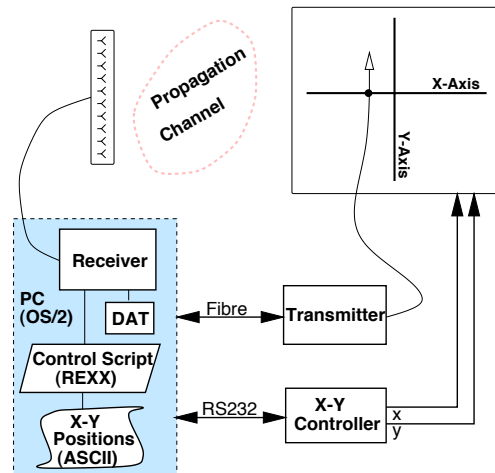 Propagation
Channel
X-Axis
Y-Axis
Receiver
PC
(OS/2)
DAT
Fibre
Transmitter
Control Script
(REXX)
X-Y
Positions
(ASCII)
RS232
X-Y
Controller
x
y